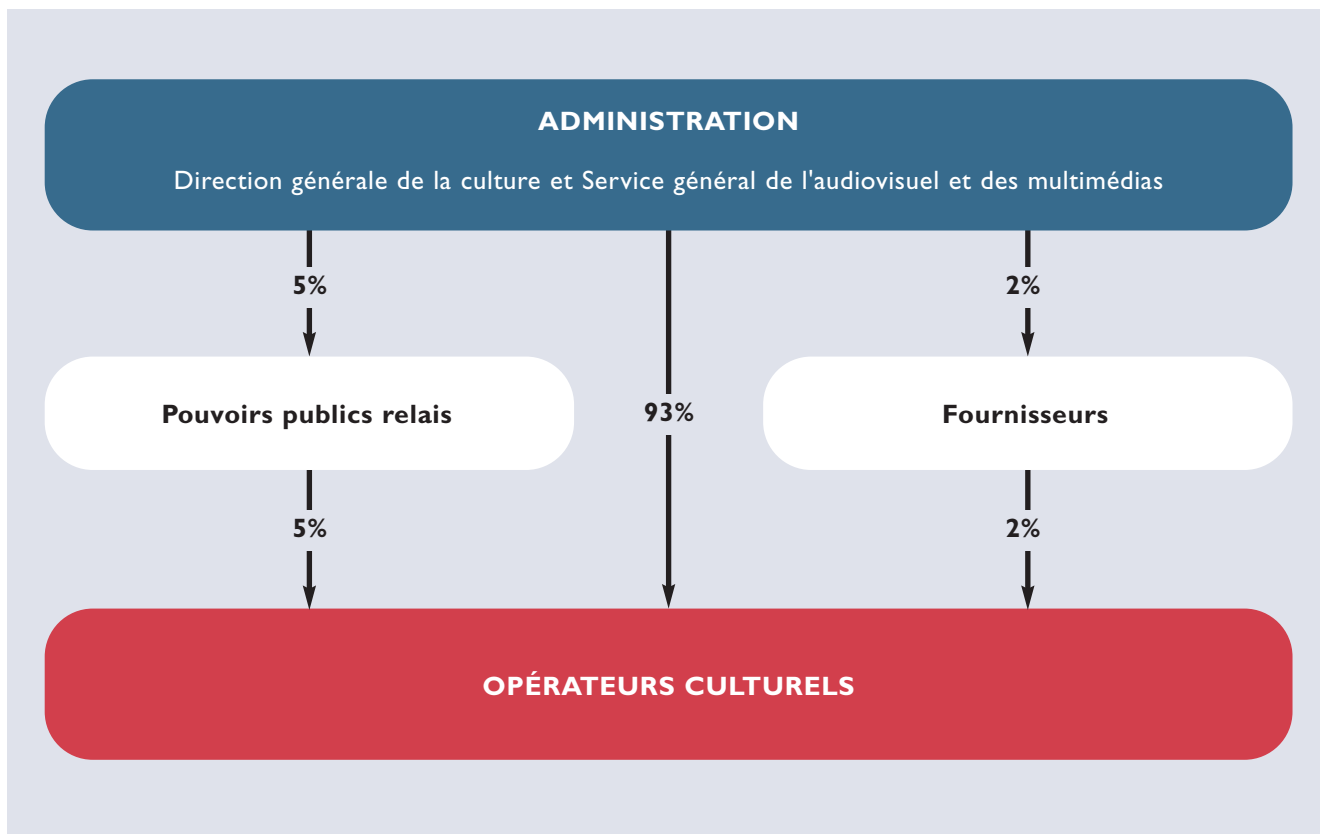 ADMINISTRATION
Direction générale de la culture et Service général de l'audiovisuel et des multimédias
5%
2%
Pouvoirs publics relais
93%
Fournisseurs
5%
2%
OPÉRATEURS CULTURELS